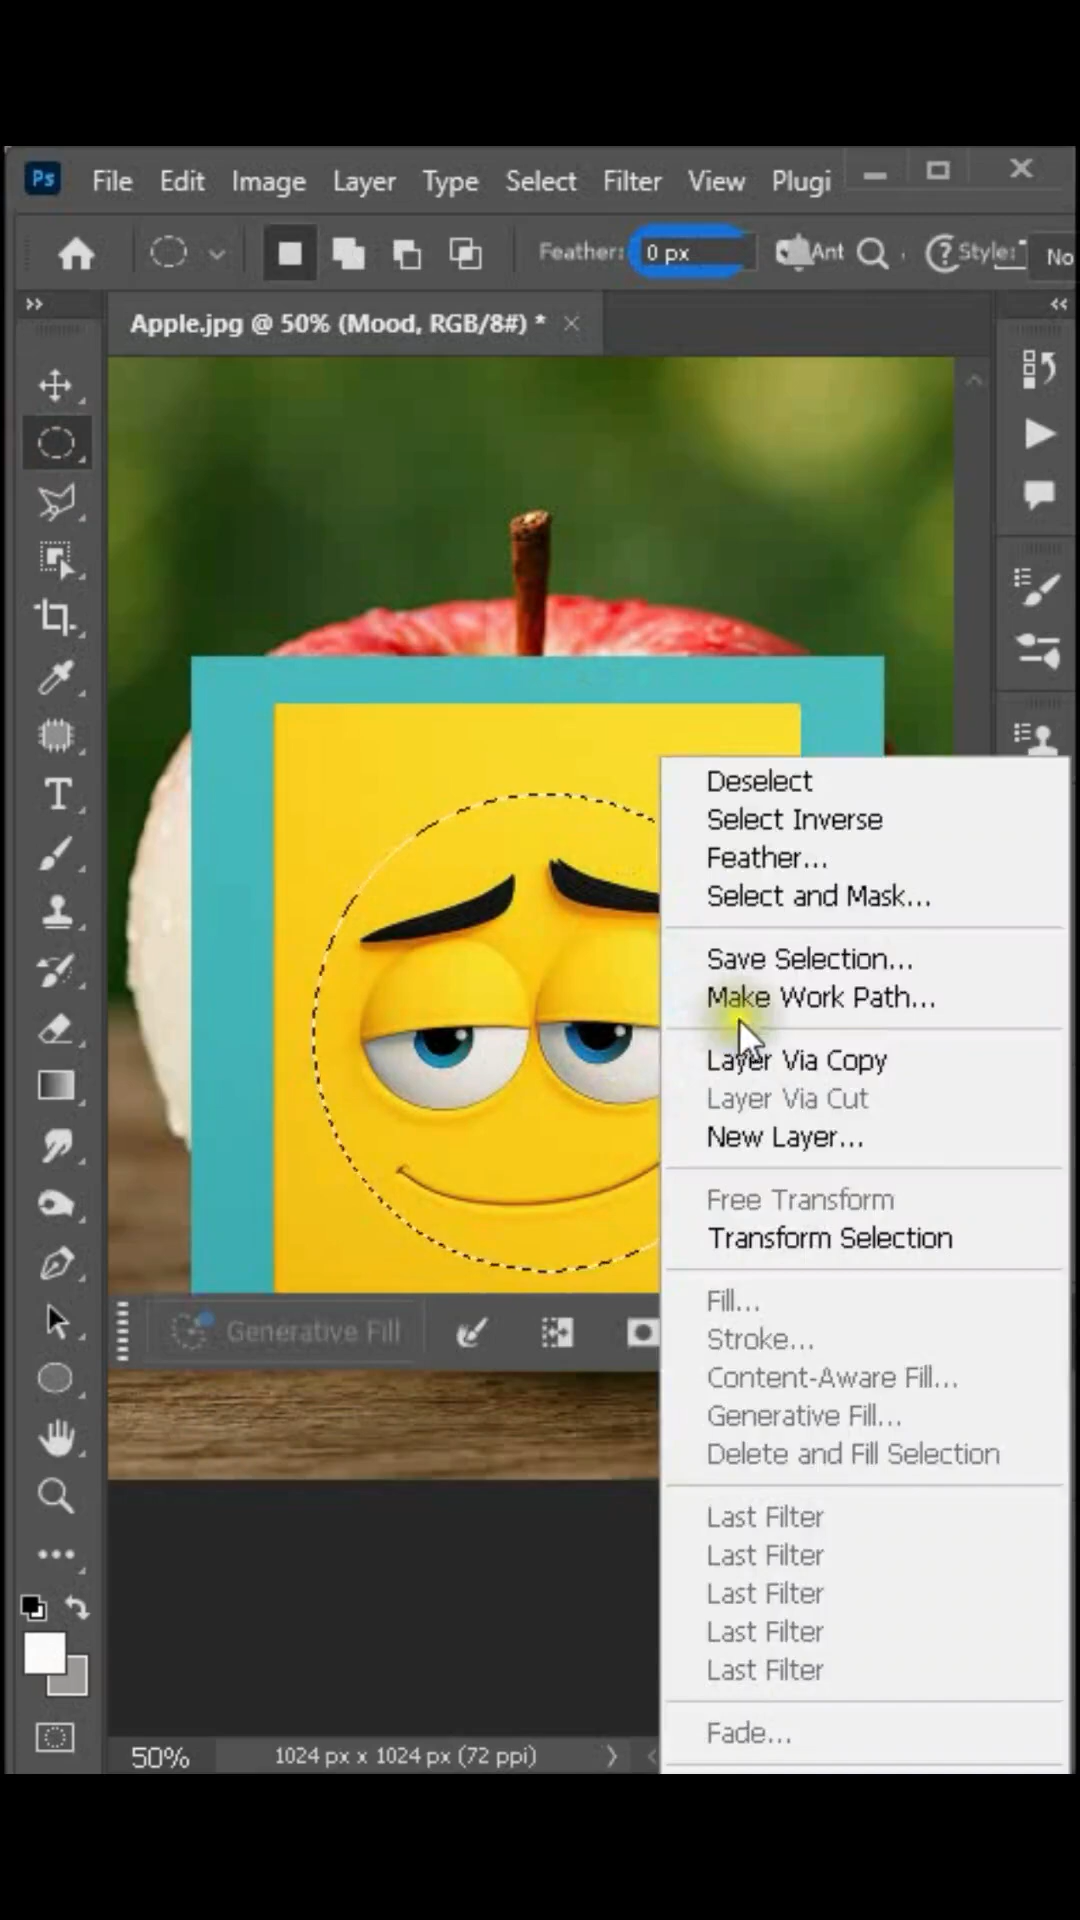 Ps File Edit Image Layer Type Select Filter View Plugi
Feather: 0 px Ant Style: No
Apple.jpg @ 50% (Mood, RGB/8#) *
Deselect
Select Inverse
Feather...
Select and Mask...
Save Selection...
Make Work Path...
Layer Via Copy
Layer Via Cut
New Layer...
Free Transform
Transform Selection
Fill...
Generative Fill
Stroke...
Content-Aware Fill...
Generative Fill...
Delete and Fill Selection
Last Filter
Last Filter
Last Filter
Last Filter
Last Filter
Fade...
50% 1024 px x 1024 px (72 ppi)